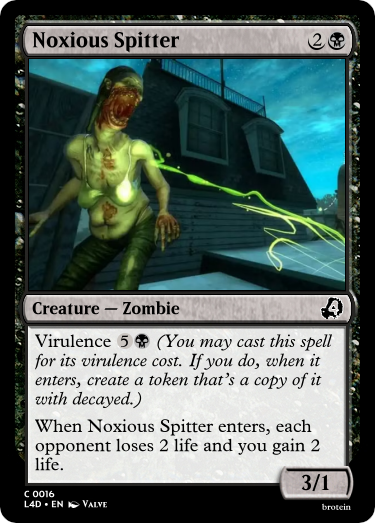 Noxious Spitter 2
Creature — Zombie
4
Virulence 5 (You may cast this spell
for its virulence cost. If you do, when it
enters, create a token that's a copy of it
with decayed.)
When Noxious Spitter enters, each
opponent loses 2 life and you gain 2
life.
3/1
C 0016
L4D • EN Valve
brotein